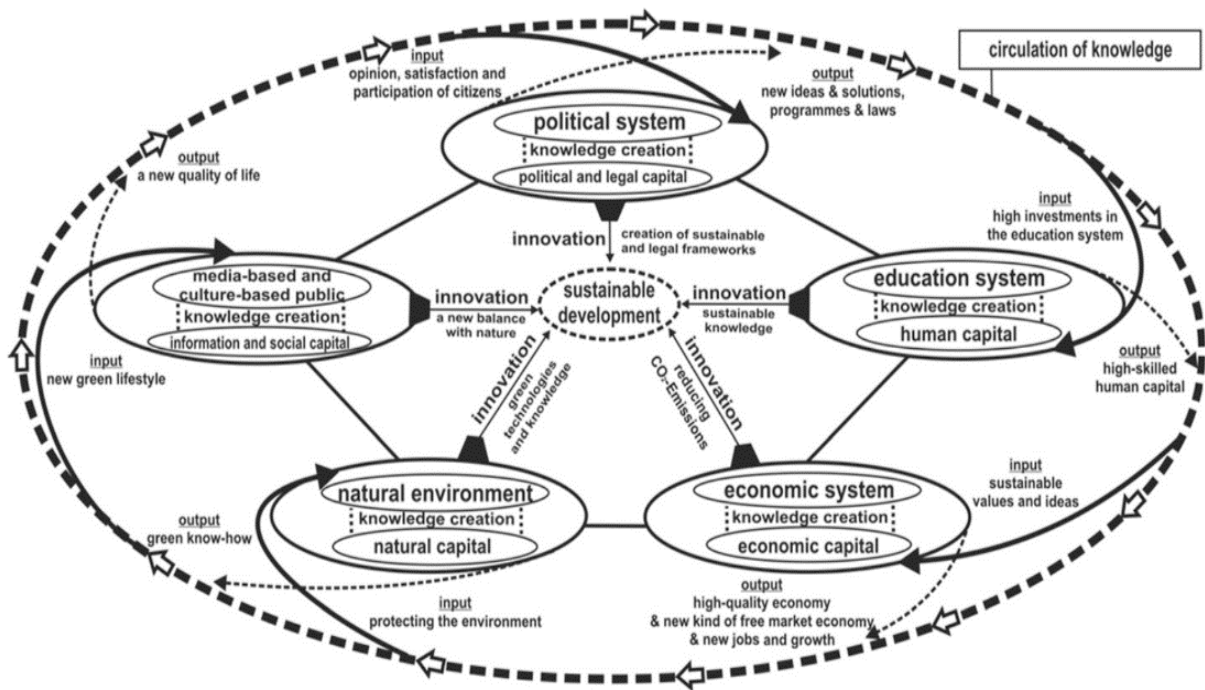 circulation of knowledge
input
opinion, satisfaction and
participation of citizens
output
new ideas & solutions,
programmes & laws
political system
knowledge creation
political and legal capital
innovation
creation of sustainable
and legal frameworks
output
a new quality of life
input
high investments in
the education system
media-based and
culture-based public
knowledge creation
information and social capital
innovation
a new balance
with nature
sustainable
development
innovation
sustainable
knowledge
education system
knowledge creation
human capital
input
new green lifestyle
output
high-skilled
human capital
innovation
green
technologies
and knowledge
innovation
reducing
CO₂-Emissions
natural environment
knowledge creation
natural capital
economic system
knowledge creation
economic capital
input
sustainable
values and ideas
output
green know-how
input
protecting the environment
output
high-quality economy
& new kind of free market economy
& new jobs and growth